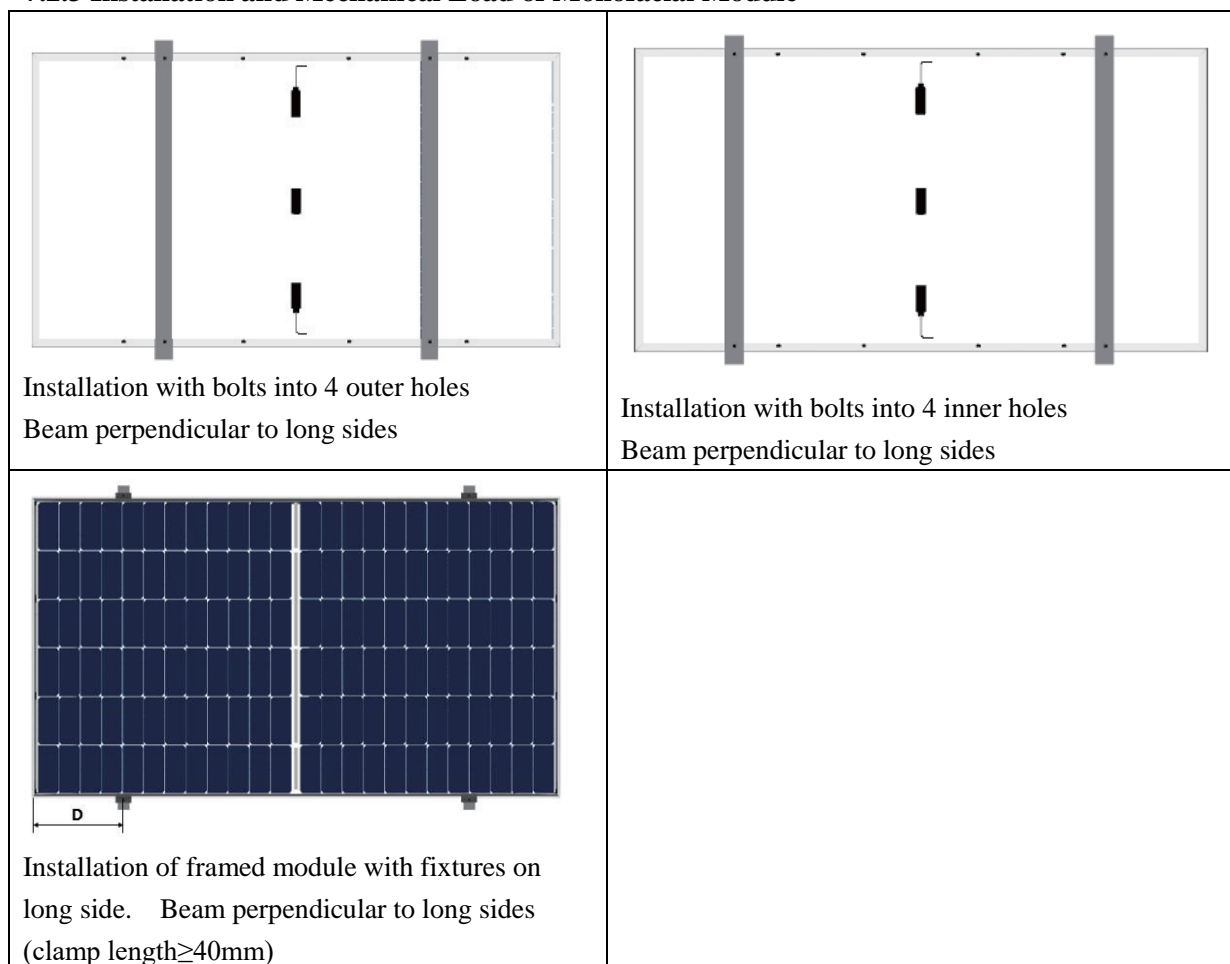 Installation with bolts into 4 outer holes
Beam perpendicular to long sides
Installation with bolts into 4 inner holes
Beam perpendicular to long sides
D
Installation of framed module with fixtures on
long side. Beam perpendicular to long sides
(clamp length≥40mm)